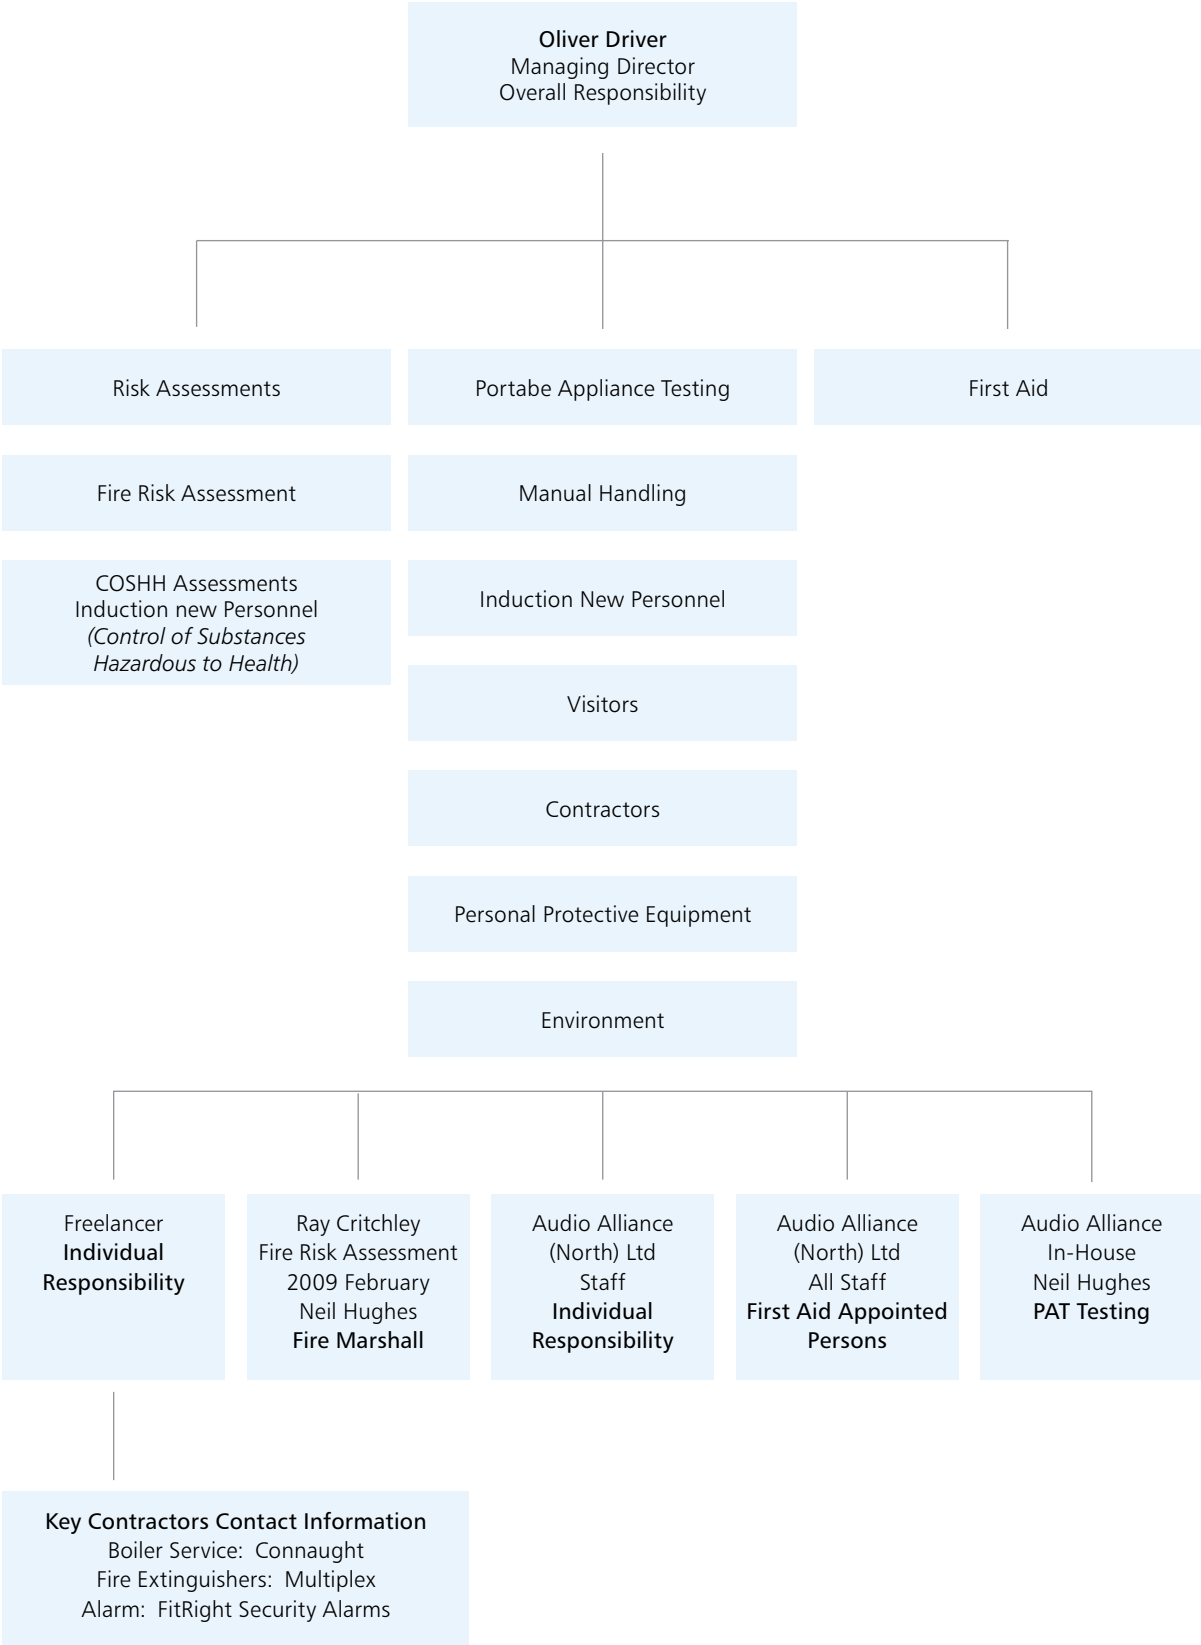 Oliver Driver
Managing Director
Overall Responsibility
Risk Assessments
Portabe Appliance Testing
First Aid
Fire Risk Assessment
Manual Handling
COSHH Assessments
Induction new Personnel
(Control of Substances
Hazardous to Health)
Induction New Personnel
Visitors
Contractors
Personal Protective Equipment
Environment
Freelancer
Individual
Responsibility
Ray Critchley
Fire Risk Assessment
2009 February
Neil Hughes
Fire Marshall
Audio Alliance
(North) Ltd
Staff
Individual
Responsibility
Audio Alliance
(North) Ltd
All Staff
First Aid Appointed
Persons
Audio Alliance
In-House
Neil Hughes
PAT Testing
Key Contractors Contact Information
Boiler Service: Connaught
Fire Extinguishers: Multiplex
Alarm: FitRight Security Alarms